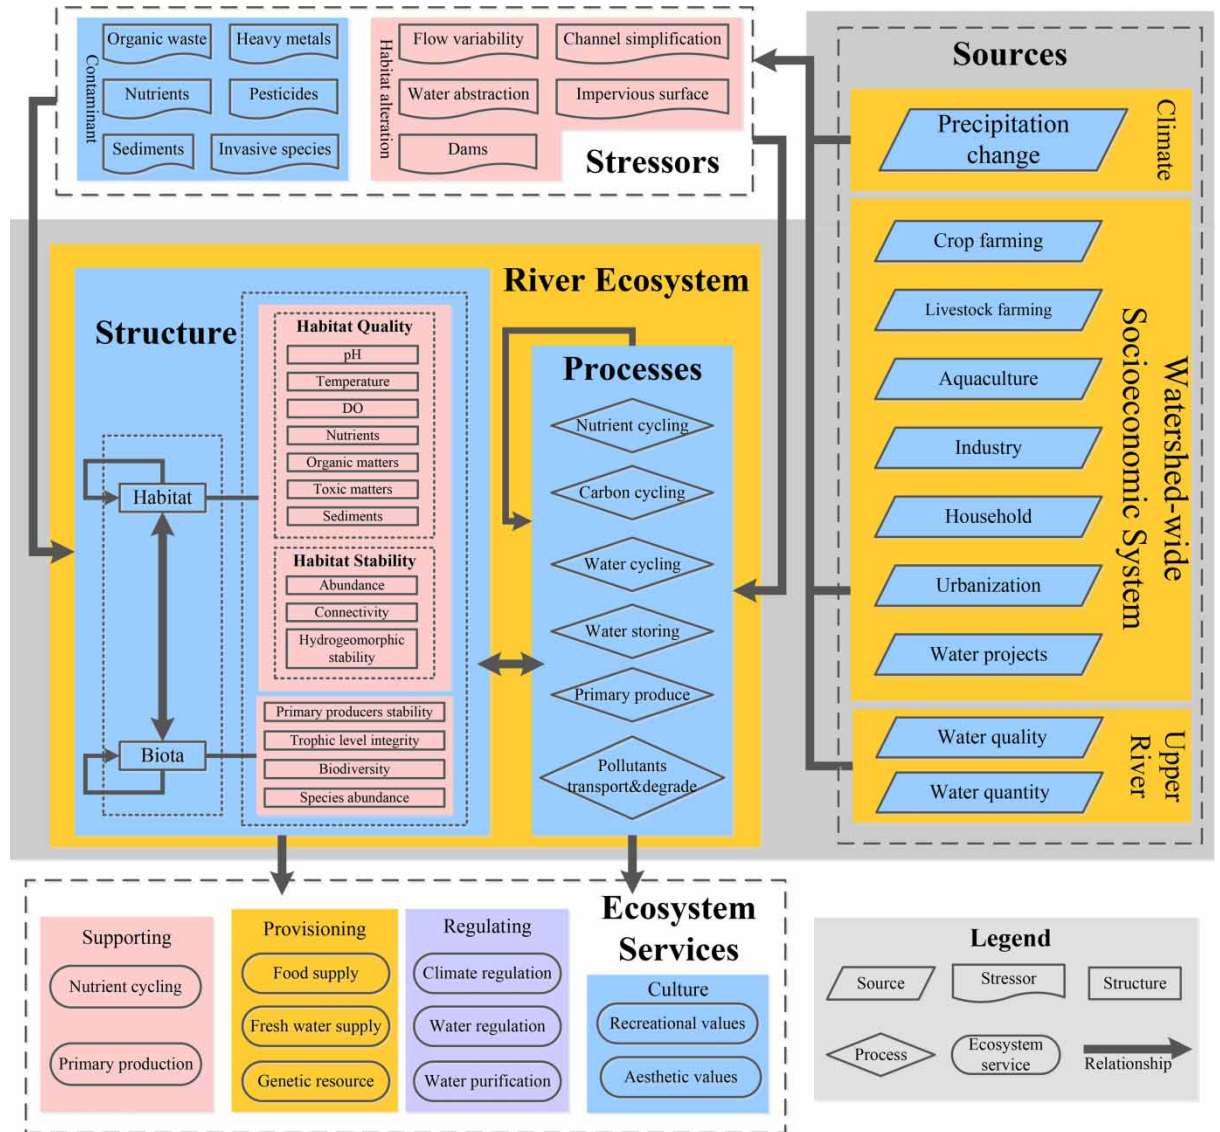 Contaminant
Organic waste
Heavy metals
Nutrients
Pesticides
Sediments
Invasive species
Habitat alteration
Flow variability
Channel simplification
Water abstraction
Impervious surface
Dams
Stressors
Sources
Climate
Precipitation
change
Watershed-wide
Socioeconomic System
Crop farming
Livestock farming
Aquaculture
Industry
Household
Urbanization
Water projects
Upper
River
Water quality
Water quantity
River Ecosystem
Structure
Habitat
Biota
Habitat Quality
pH
Temperature
DO
Nutrients
Organic matters
Toxic matters
Sediments
Habitat Stability
Abundance
Connectivity
Hydrogeomorphic
stability
Primary producers stability
Trophic level integrity
Biodiversity
Species abundance
Processes
Nutrient cycling
Carbon cycling
Water cycling
Water storing
Primary produce
Pollutants
transport&degrade
Ecosystem
Services
Supporting
Nutrient cycling
Primary production
Provisioning
Food supply
Fresh water supply
Genetic resource
Regulating
Climate regulation
Water regulation
Water purification
Culture
Recreational values
Aesthetic values
Legend
Source
Stressor
Structure
Process
Ecosystem
service
Relationship